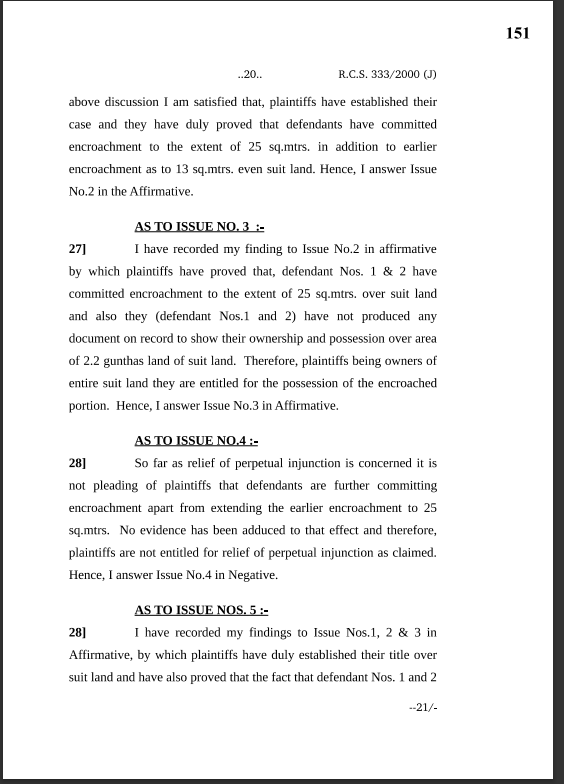 151
..20.. R.C.S. 333/2000 (J)
above discussion I am satisfied that, plaintiffs have established their
case and they have duly proved that defendants have committed
encroachment to the extent of 25 sq.mtrs. in addition to earlier
encroachment as to 13 sq.mtrs. even suit land. Hence, I answer Issue
No.2 in the Affirmative.
AS TO ISSUE NO. 3 :-
27] I have recorded my finding to Issue No.2 in affirmative
by which plaintiffs have proved that, defendant Nos. 1 & 2 have
committed encroachment to the extent of 25 sq.mtrs. over suit land
and also they (defendant Nos.1 and 2) have not produced any
document on record to show their ownership and possession over area
of 2.2 gunthas land of suit land. Therefore, plaintiffs being owners of
entire suit land they are entitled for the possession of the encroached
portion. Hence, I answer Issue No.3 in Affirmative.
AS TO ISSUE NO.4 :-
28] So far as relief of perpetual injunction is concerned it is
not pleading of plaintiffs that defendants are further committing
encroachment apart from extending the earlier encroachment to 25
sq.mtrs. No evidence has been adduced to that effect and therefore,
plaintiffs are not entitled for relief of perpetual injunction as claimed.
Hence, I answer Issue No.4 in Negative.
AS TO ISSUE NOS. 5 :-
28] I have recorded my findings to Issue Nos.1, 2 & 3 in
Affirmative, by which plaintiffs have duly established their title over
suit land and have also proved that the fact that defendant Nos. 1 and 2
--21/-